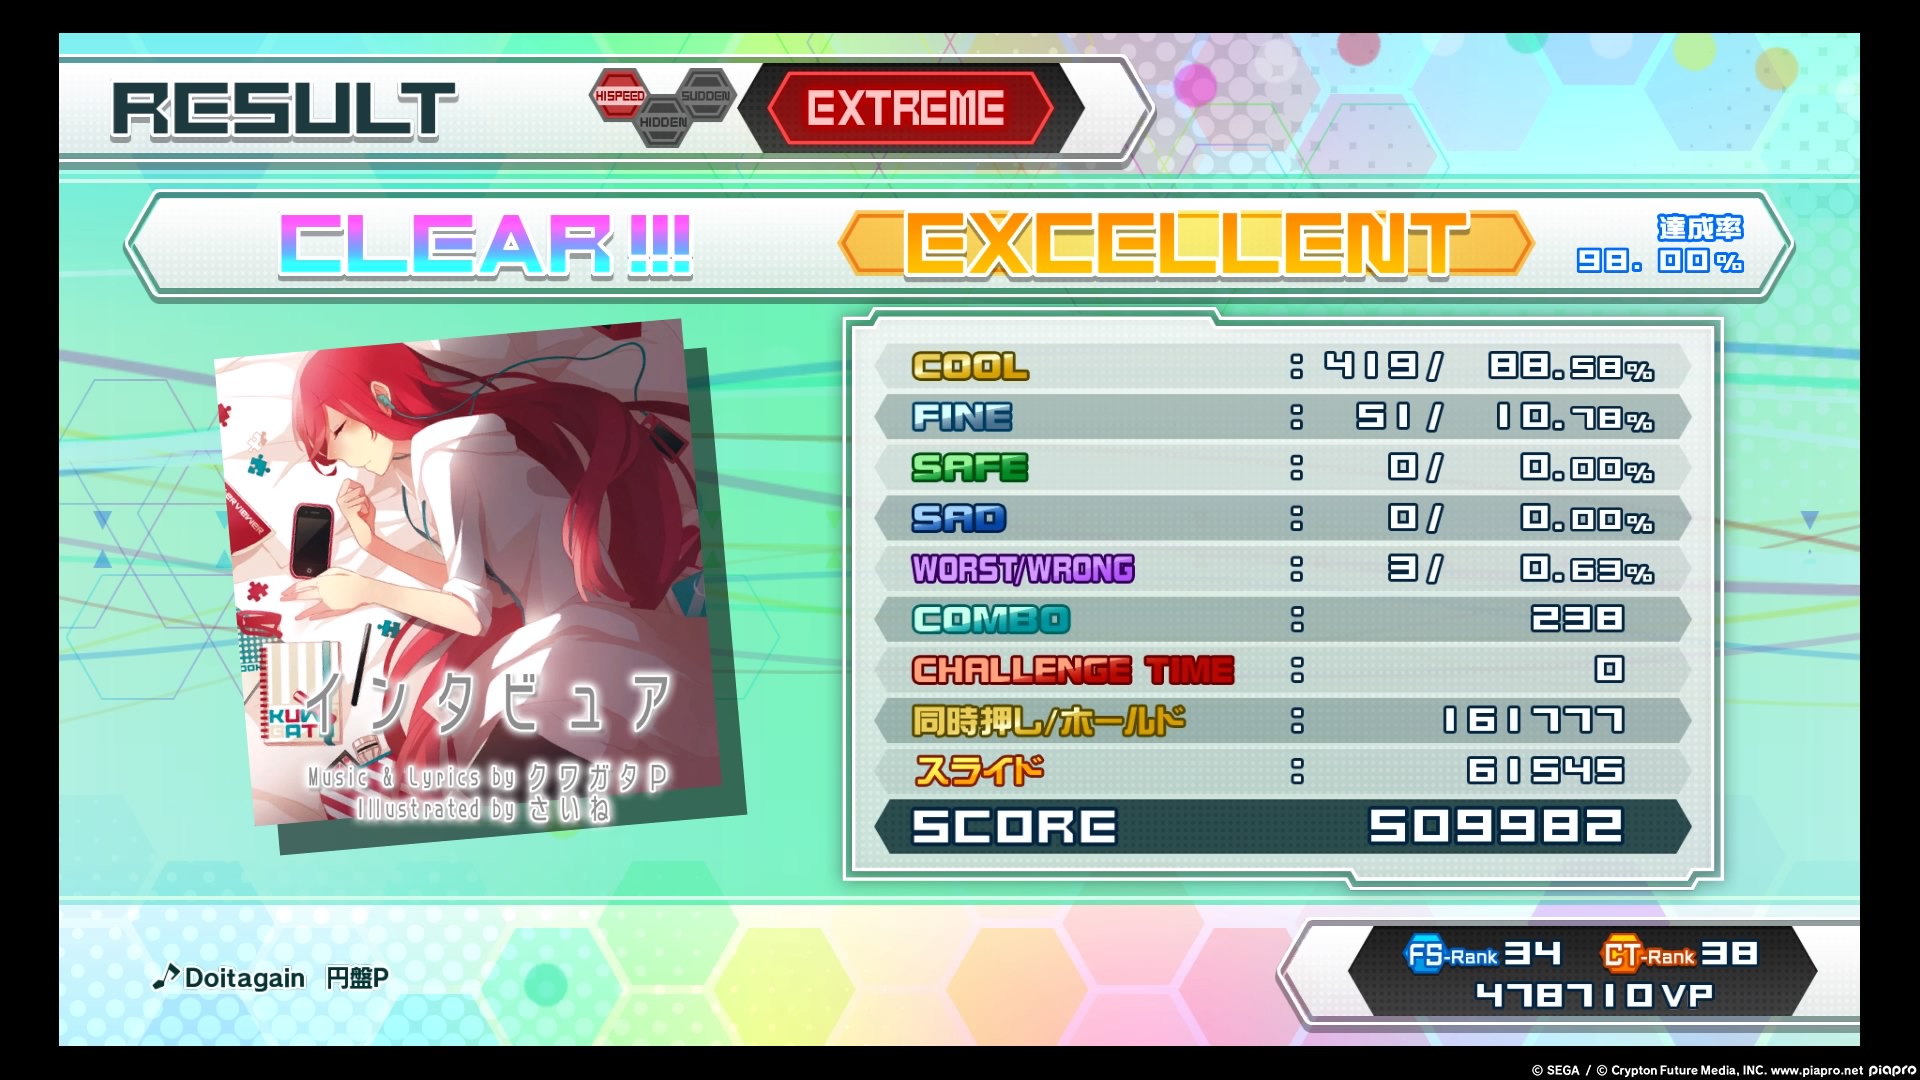 RESULT
HISPEED
HIDDEN
SUDDEN
EXTREME
CLEAR!!!
EXCELLENT
達成率
98.00%
COOL : 419/ 88.58%
FINE : 51/ 10.78%
SAFE : 0/ 0.00%
SAD : 0/ 0.00%
WORST/WRONG : 3/ 0.63%
COMBO : 238
CHALLENGE TIME : 0
同時押し/ホールド : 161777
スライド : 61545
SCORE 509982
インタビュア
Music & Lyrics by クワガタP
Illustrated by さいね
♪Doitagain 円盤P
FS-Rank 34 CT-Rank 38
478710VP
© SEGA / © Crypton Future Media, INC. www.piapro.net piapro